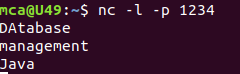 mca@U49:~$ nc -l -p 1234
DAtabase
management
Java